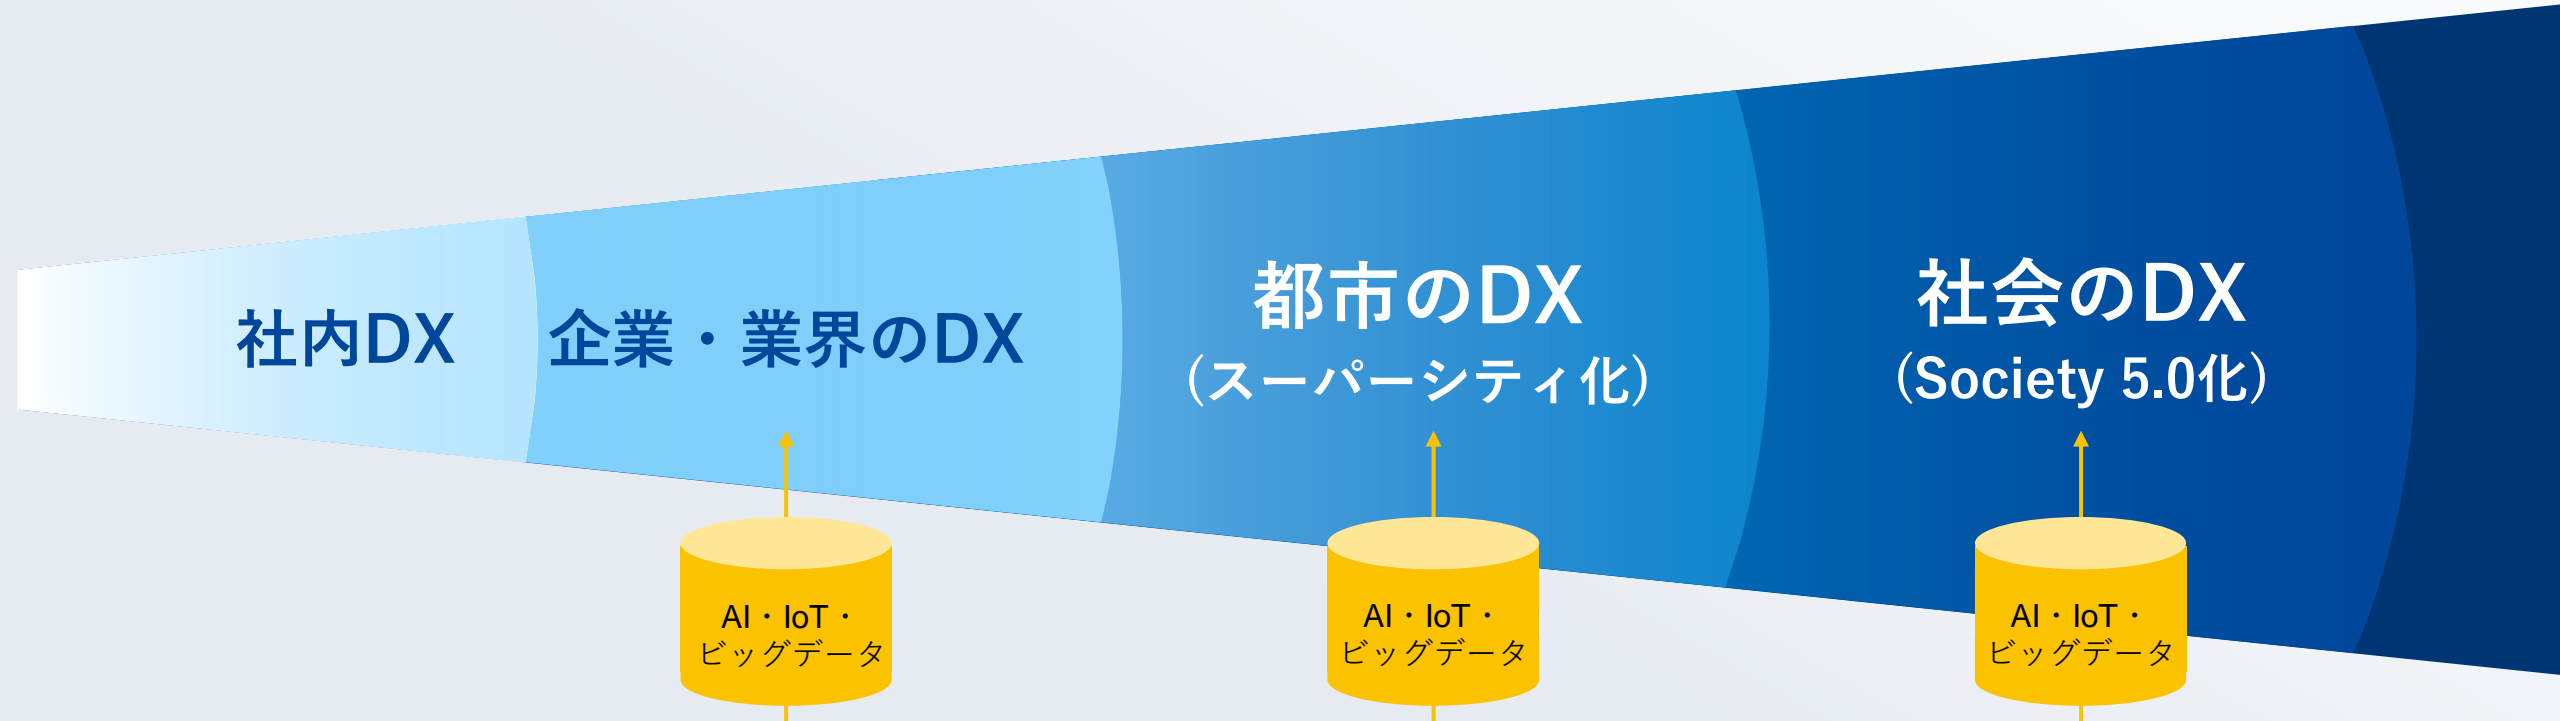 社内DX
企業・業界のDX
都市のDX
(スーパーシティ化)
社会のDX
(Society 5.0化)
AI・IoT・
ビッグデータ
AI・IoT・
ビッグデータ
AI・IoT・
ビッグデータ